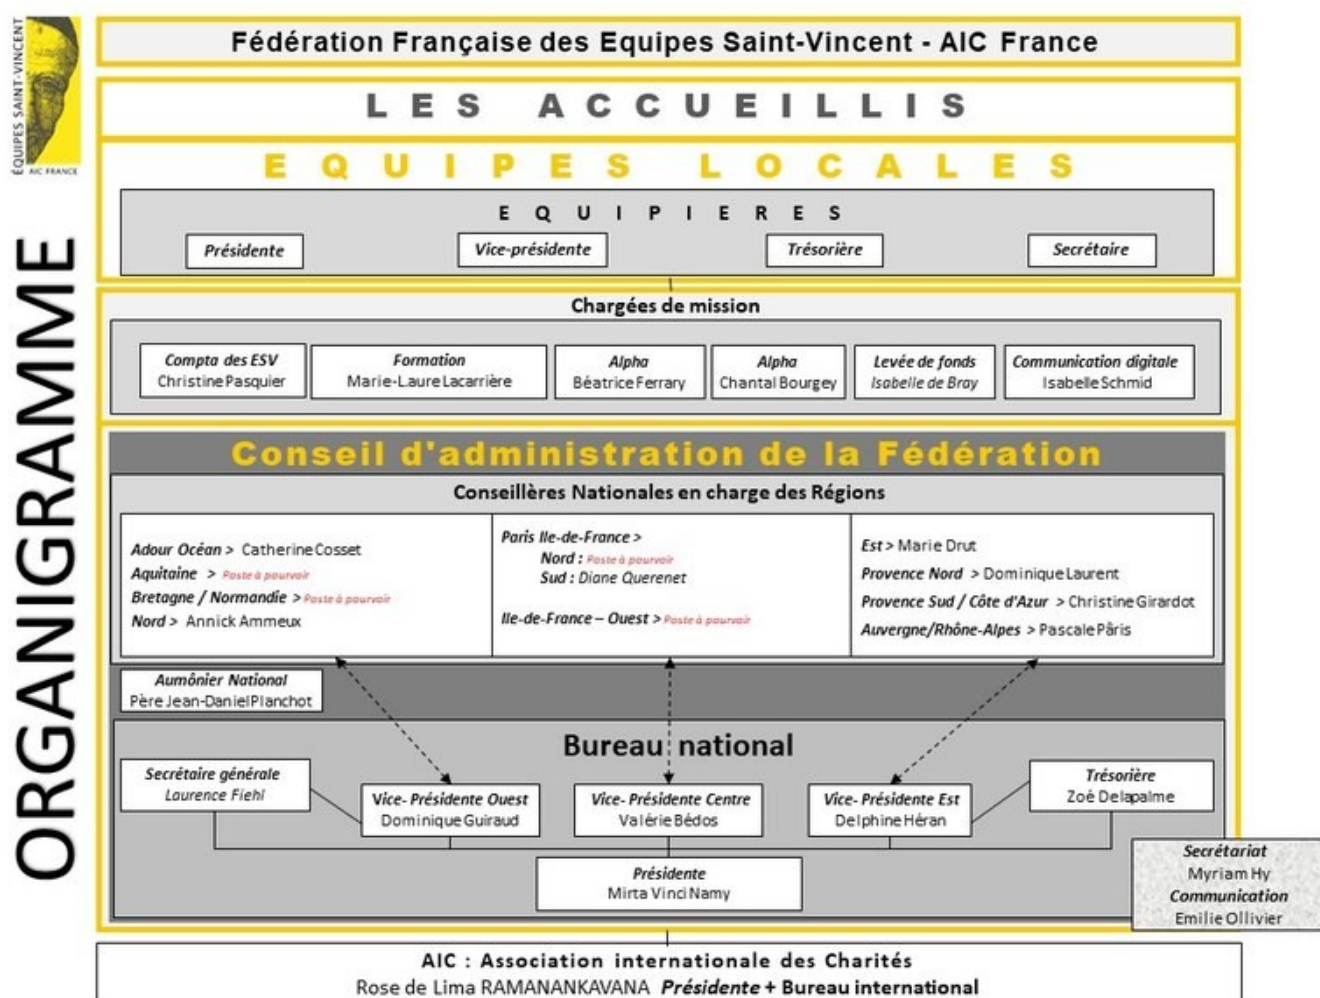 ÉQUIPES SAINT-VINCENT
AIC FRANCE
ORGANIGRAMME
Fédération Française des Equipes Saint-Vincent - AIC France
LES ACCUEILLIS
EQUIPES LOCALES
EQUIPIERES
Présidente
Vice-présidente
Trésorière
Secrétaire
Chargées de mission
Compta des ESV
Christine Pasquier
Formation
Marie-Laure Lacarrière
Alpha
Béatrice Ferrary
Alpha
Chantal Bourgey
Levée de fonds
Isabelle de Bray
Communication digitale
Isabelle Schmid
Conseil d'administration de la Fédération
Conseillères Nationales en charge des Régions
Adour Océan > Catherine Cosset
Aquitaine > Poste à pourvoir
Bretagne / Normandie > Poste à pourvoir
Nord > Annick Ammeux
Paris Ile-de-France >
Nord : Poste à pourvoir
Sud : Diane Querenet
Ile-de-France – Ouest > Poste à pourvoir
Est > Marie Drut
Provence Nord > Dominique Laurent
Provence Sud / Côte d'Azur > Christine Girardot
Auvergne/Rhône-Alpes > Pascale Pâris
Aumônier National
Père Jean-Daniel Planchot
Bureau national
Secrétaire générale
Laurence Fiehl
Vice- Présidente Ouest
Dominique Guiraud
Vice- Présidente Centre
Valérie Bédos
Vice- Présidente Est
Delphine Héran
Trésorière
Zoé Delapalme
Présidente
Mirta Vinci Namy
Secrétariat
Myriam Hy
Communication
Emilie Ollivier
AIC : Association internationale des Charités
Rose de Lima RAMANANKAVANA Présidente + Bureau international